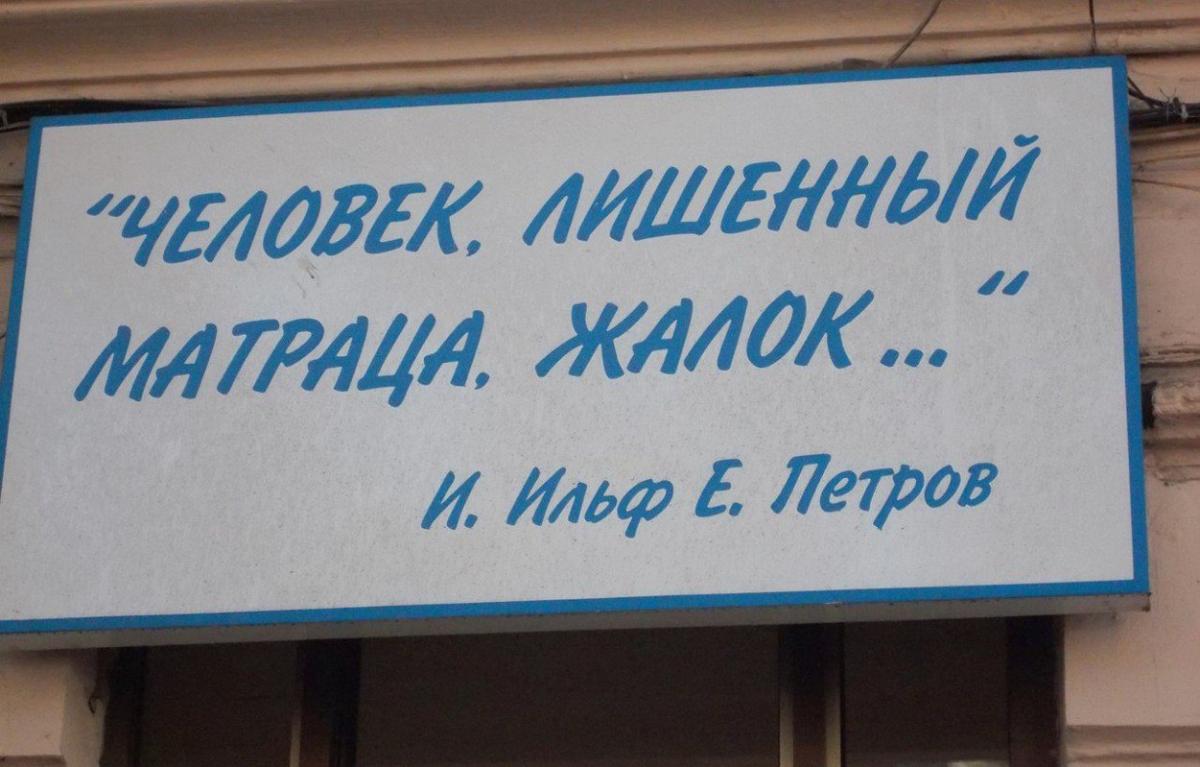 “ЧЕЛОВЕК, ЛИШЕННЫЙ
МАТРАЦА, ЖАЛОК ...“
И. Ильф Е. Петров